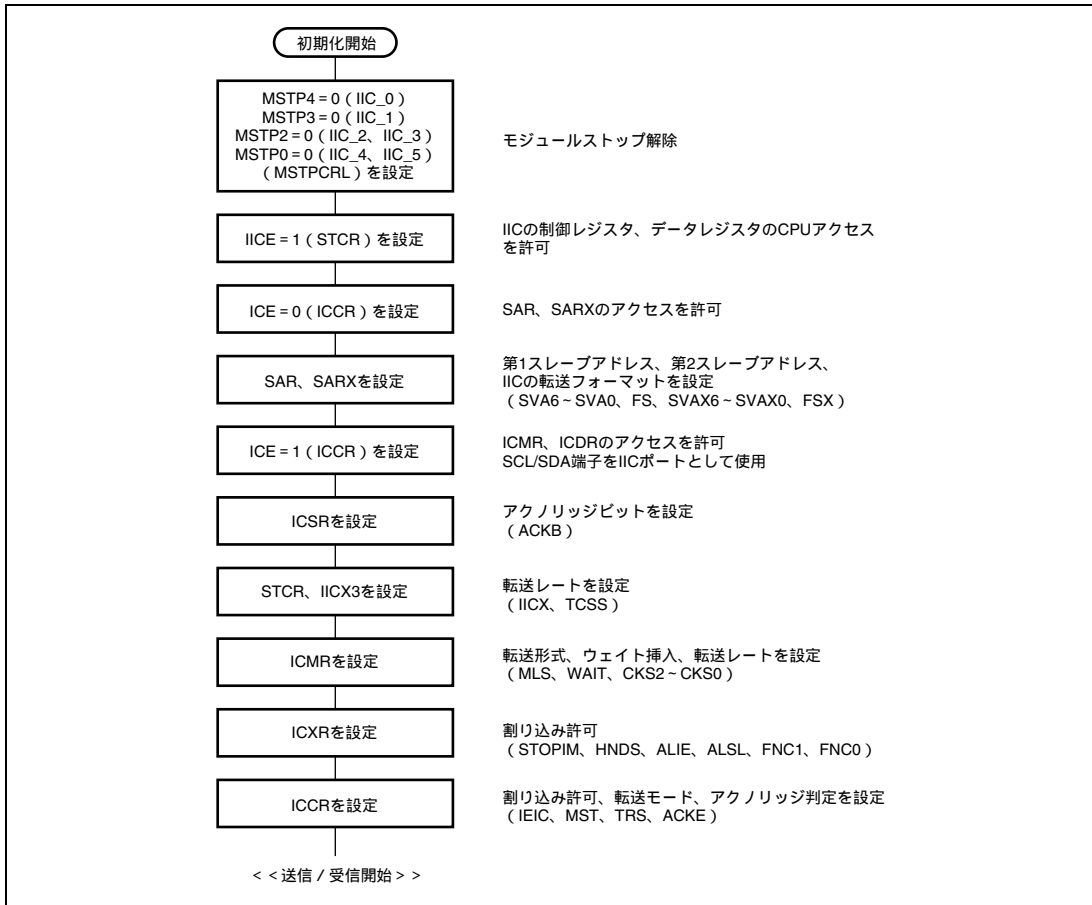 初期化開始
MSTP4 = 0 ( IIC_0 )
MSTP3 = 0 ( IIC_1 )
MSTP2 = 0 ( IIC_2、IIC_3 )
MSTP0 = 0 ( IIC_4、IIC_5 )
( MSTPCRL ) を設定
モジュールストップ解除
IICE = 1 ( STCR ) を設定
IICの制御レジスタ、データレジスタのCPUアクセス
を許可
ICE = 0 ( ICCR ) を設定
SAR、SARXのアクセスを許可
SAR、SARXを設定
第1スレーブアドレス、第2スレーブアドレス、
IICの転送フォーマットを設定
( SVA6 ~ SVA0、FS、SVAX6 ~ SVAX0、FSX )
ICE = 1 ( ICCR ) を設定
ICMR、ICDRのアクセスを許可
SCL/SDA端子をIICポートとして使用
ICSRを設定
アクノリッジビットを設定
( ACKB )
STCR、IICX3を設定
転送レートを設定
( IICX、TCSS )
ICMRを設定
転送形式、ウェイト挿入、転送レートを設定
( MLS、WAIT、CKS2 ~ CKS0 )
ICXRを設定
割り込み許可
( STOPIM、HNDS、ALIE、ALSL、FNC1、FNC0 )
ICCRを設定
割り込み許可、転送モード、アクノリッジ判定を設定
( IEIC、MST、TRS、ACKE )
< < 送信 / 受信開始 > >